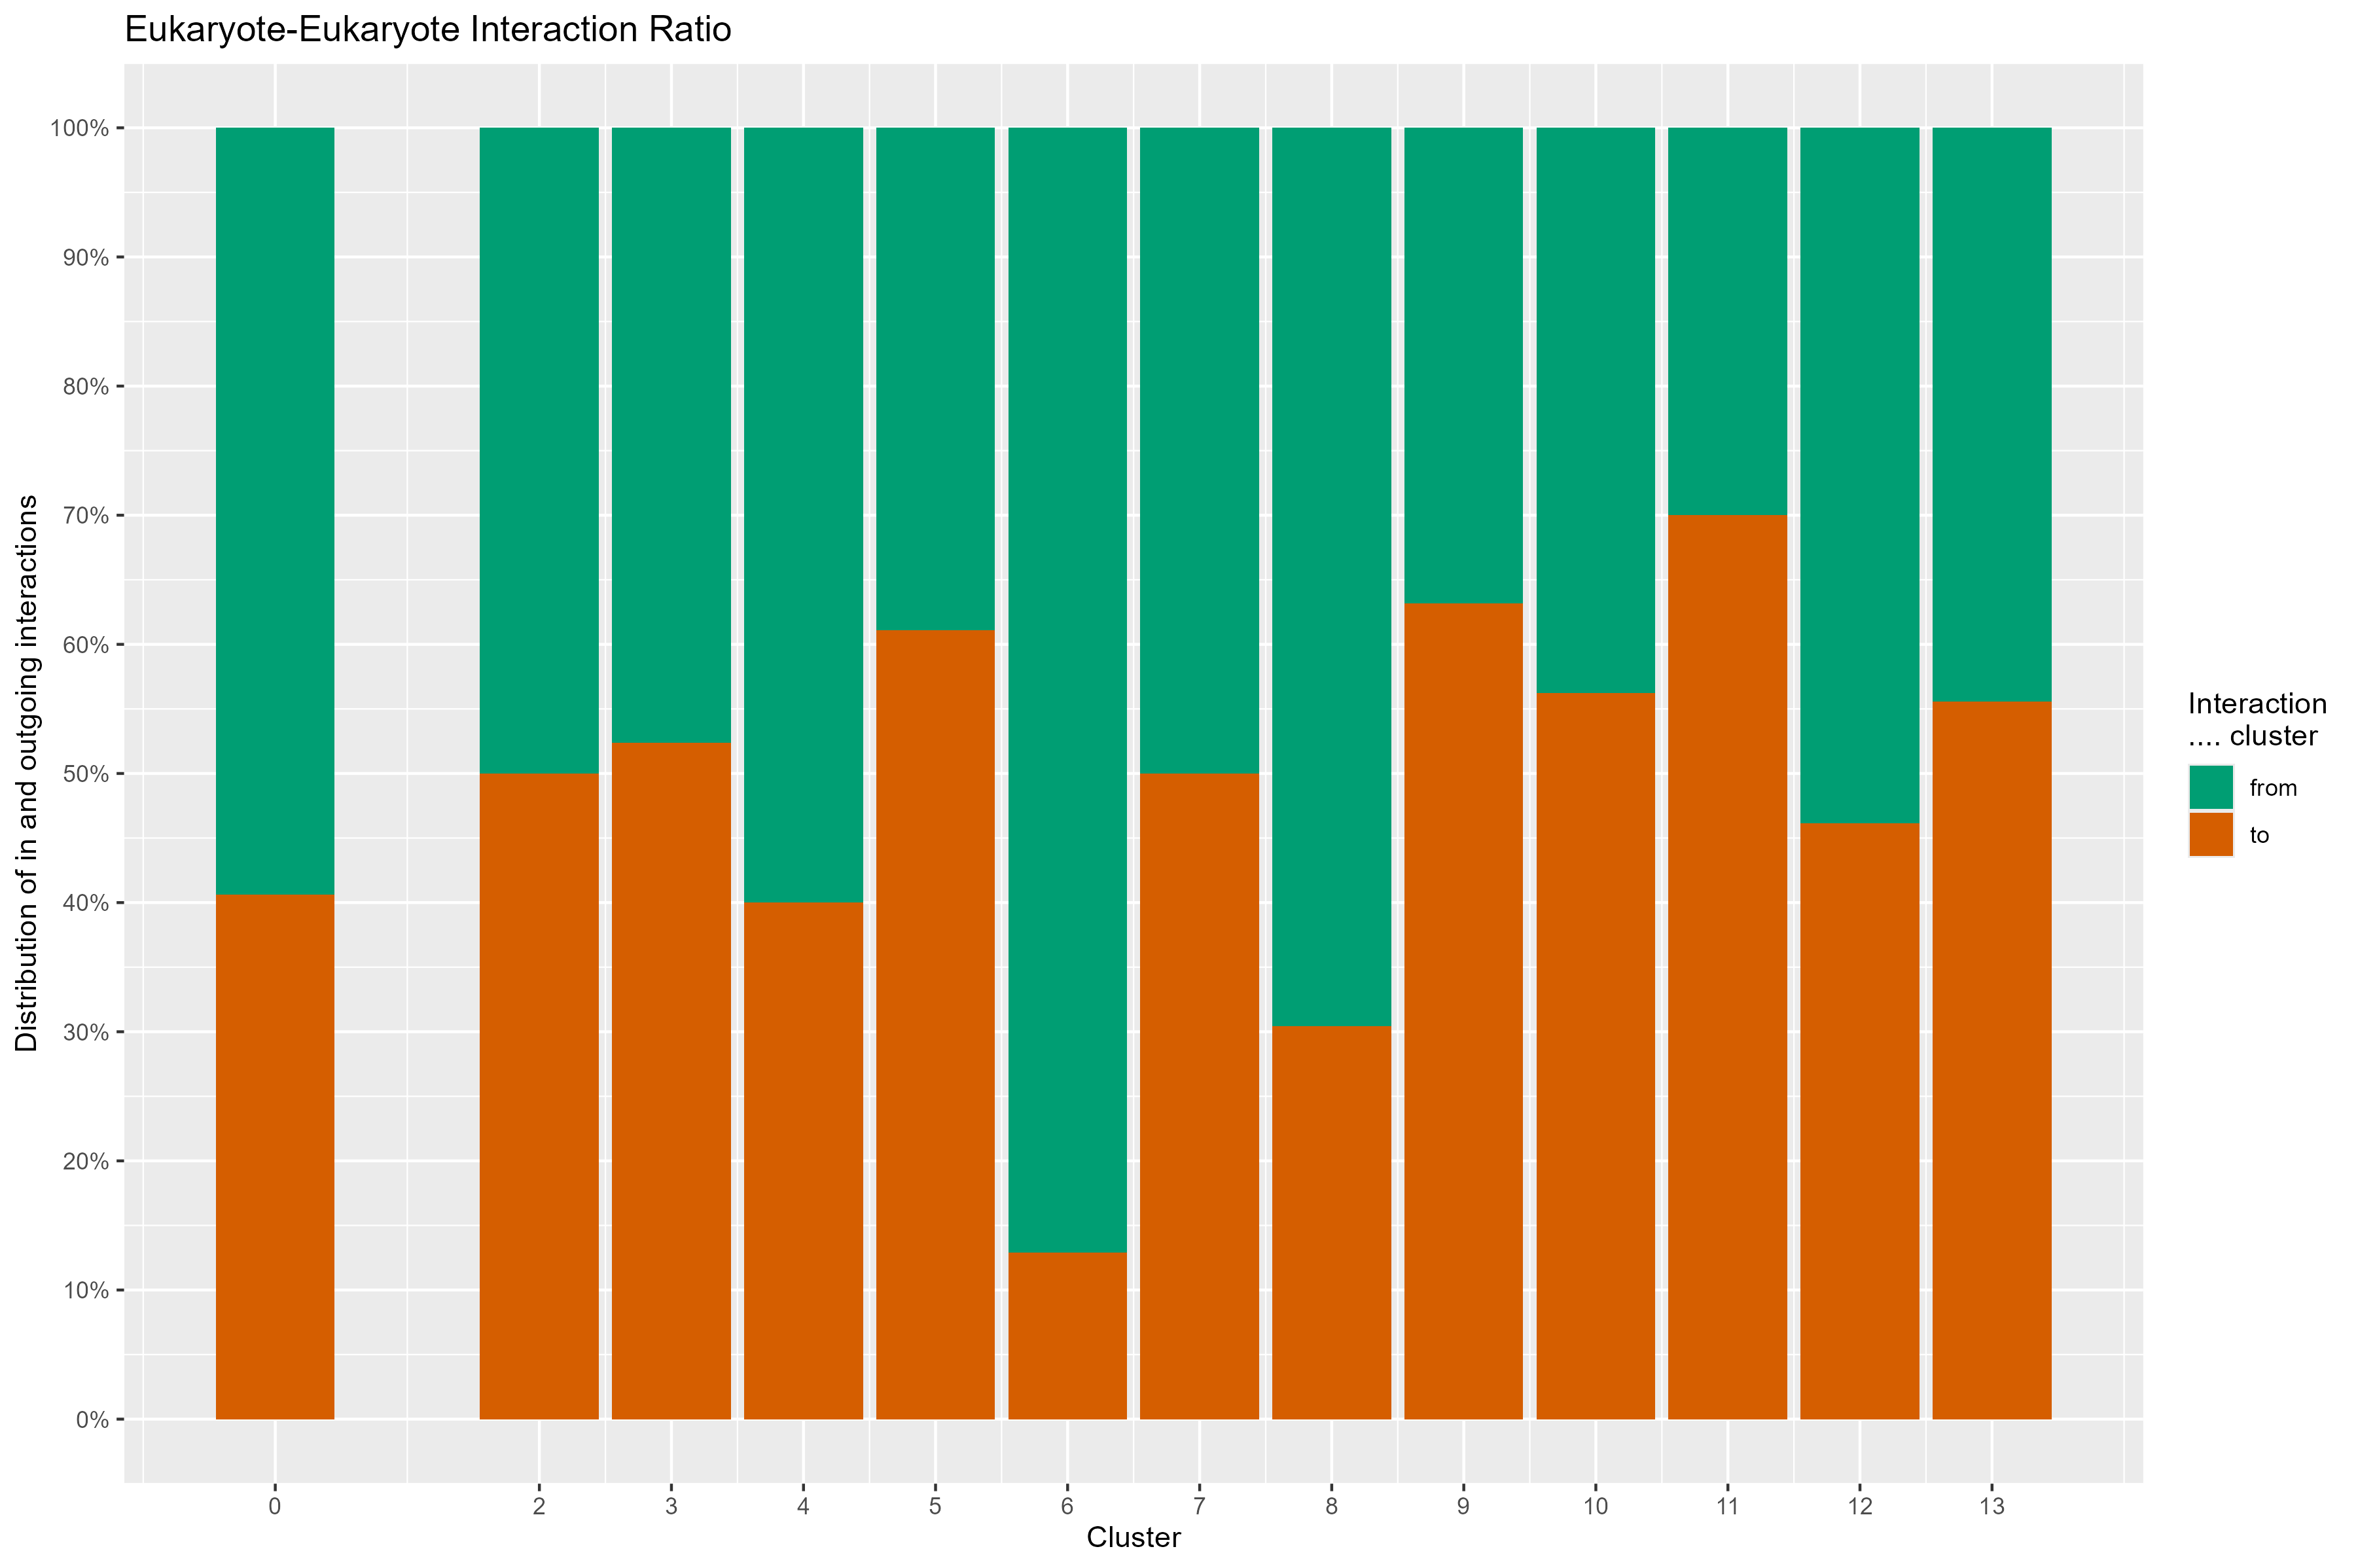 Eukaryote-Eukaryote Interaction Ratio
Distribution of in and outgoing interactions
100%
90%
80%
70%
60%
50%
40%
30%
20%
10%
0%
0 2 3 4 5 6 7 8 9 10 11 12 13
Cluster
Interaction
.... cluster
from
to